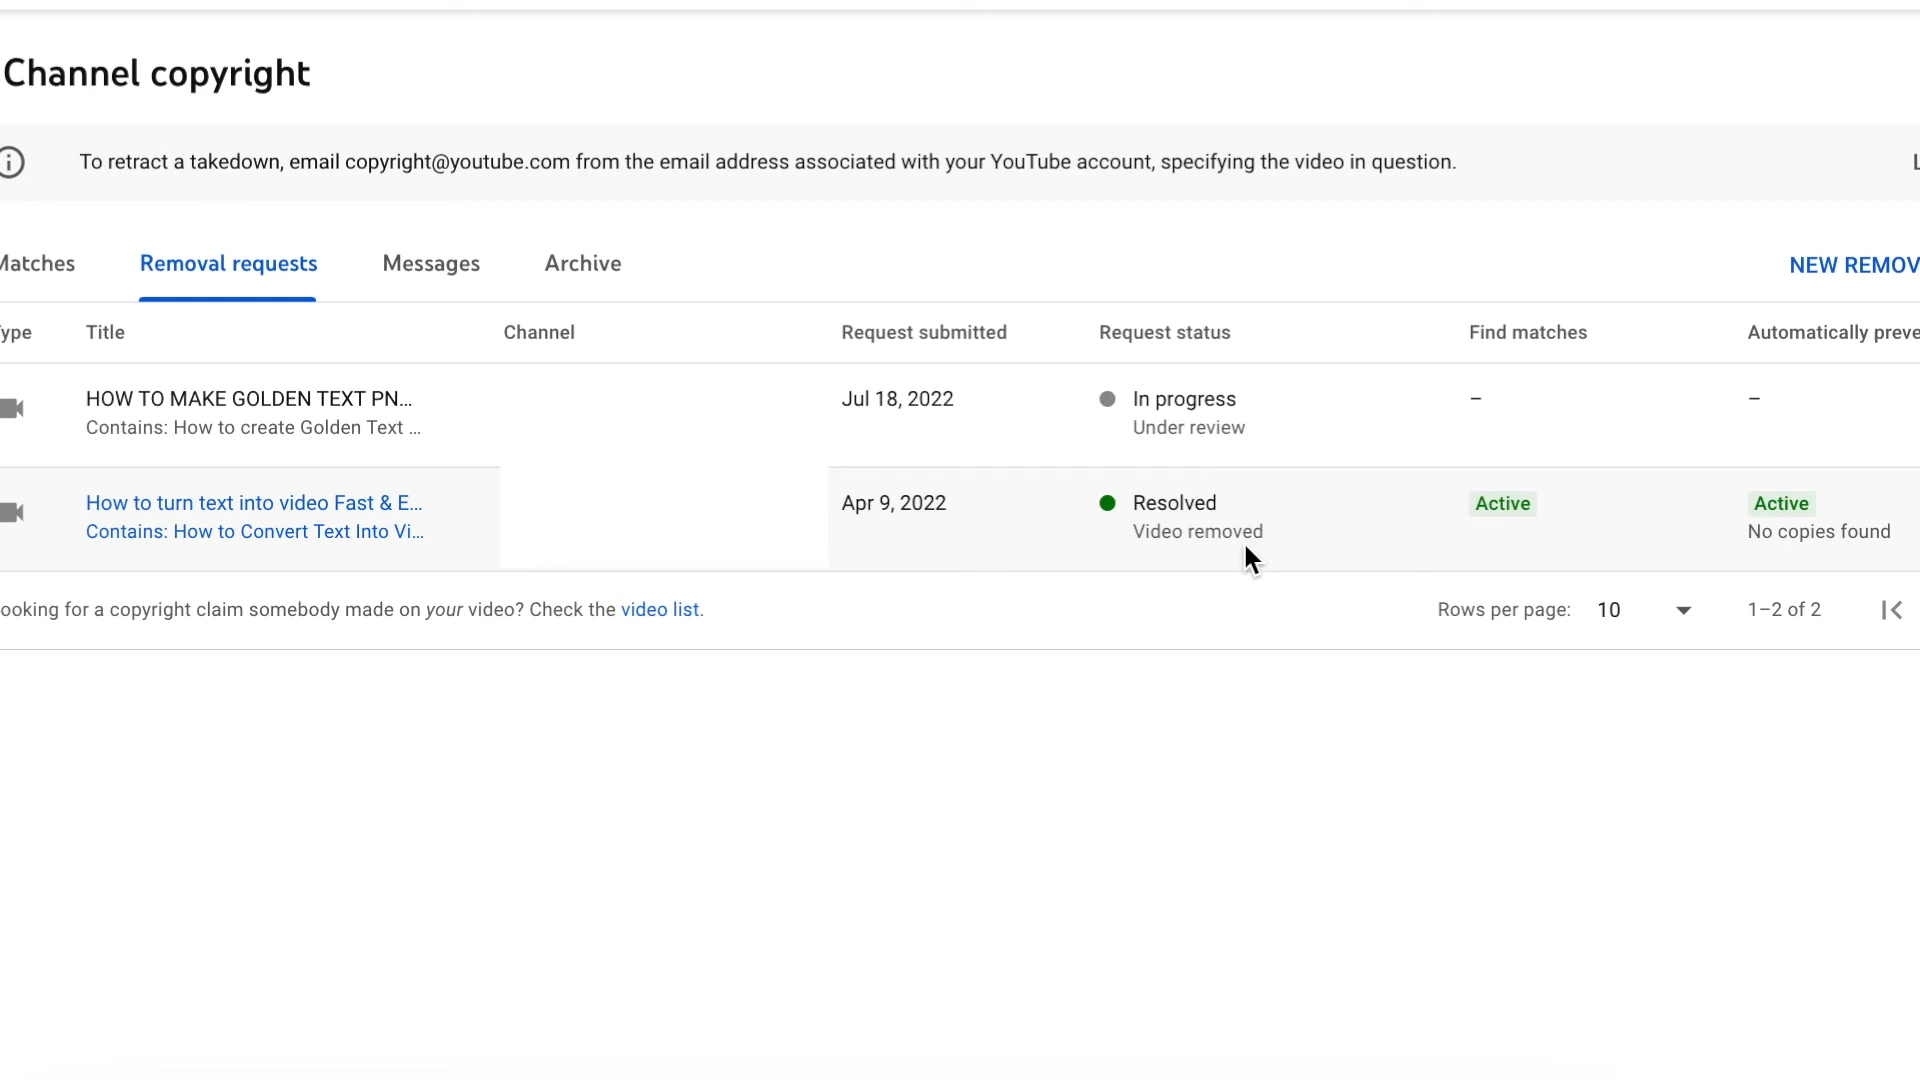 Channel copyright
To retract a takedown, email copyright@youtube.com from the email address associated with your YouTube account, specifying the video in question.
Matches Removal requests Messages Archive NEW REMOV
Type Title Channel Request submitted Request status Find matches Automatically preve
HOW TO MAKE GOLDEN TEXT PN... Jul 18, 2022 In progress – –
Contains: How to create Golden Text ... Under review
How to turn text into video Fast & E... Apr 9, 2022 Resolved Active Active
Contains: How to Convert Text Into Vi... Video removed No copies found
ooking for a copyright claim somebody made on your video? Check the video list. Rows per page: 10 1–2 of 2